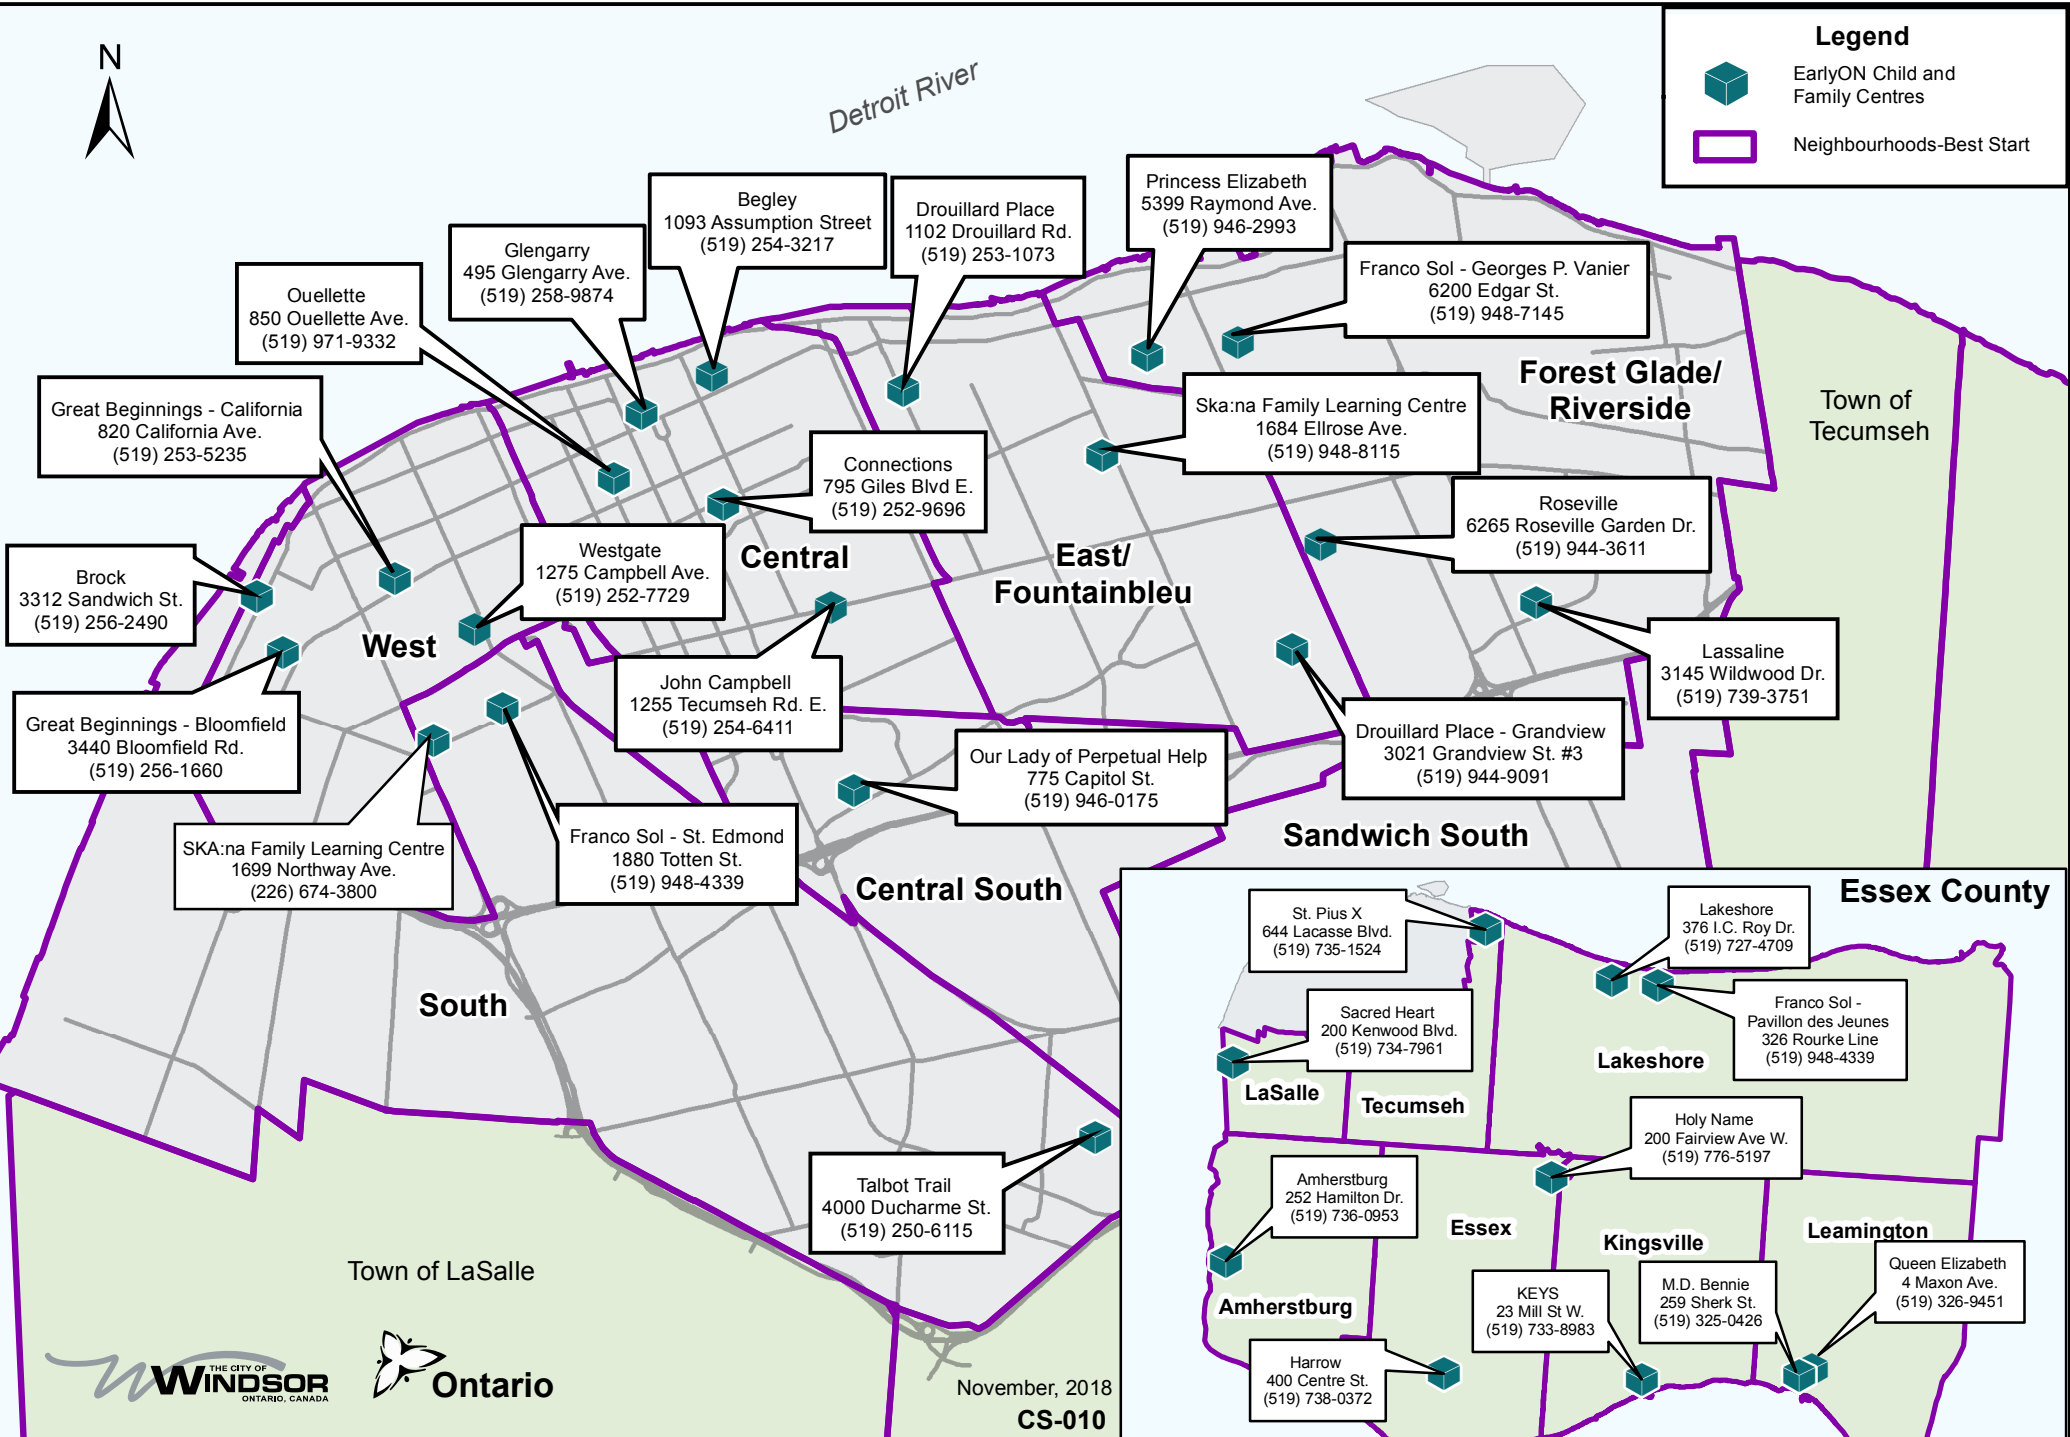 N
Detroit River
Legend
EarlyON Child and
Family Centres
Neighbourhoods-Best Start
Princess Elizabeth
5399 Raymond Ave.
(519) 946-2993
Begley
1093 Assumption Street
(519) 254-3217
Drouillard Place
1102 Drouillard Rd.
(519) 253-1073
Glengarry
495 Glengarry Ave.
(519) 258-9874
Franco Sol - Georges P. Vanier
6200 Edgar St.
(519) 948-7145
Ouellette
850 Ouellette Ave.
(519) 971-9332
Forest Glade/
Riverside
Town of
Tecumseh
Great Beginnings - California
820 California Ave.
(519) 253-5235
Ska:na Family Learning Centre
1684 Ellrose Ave.
(519) 948-8115
Connections
795 Giles Blvd E.
(519) 252-9696
Roseville
6265 Roseville Garden Dr.
(519) 944-3611
Brock
3312 Sandwich St.
(519) 256-2490
Westgate
1275 Campbell Ave.
(519) 252-7729
Central
East/
Fountainbleu
West
Lassaline
3145 Wildwood Dr.
(519) 739-3751
John Campbell
1255 Tecumseh Rd. E.
(519) 254-6411
Great Beginnings - Bloomfield
3440 Bloomfield Rd.
(519) 256-1660
Drouillard Place - Grandview
3021 Grandview St. #3
(519) 944-9091
Our Lady of Perpetual Help
775 Capitol St.
(519) 946-0175
SKA:na Family Learning Centre
1699 Northway Ave.
(226) 674-3800
Franco Sol - St. Edmond
1880 Totten St.
(519) 948-4339
Sandwich South
Central South
South
Talbot Trail
4000 Ducharme St.
(519) 250-6115
Town of LaSalle
THE CITY OF
WINDSOR
ONTARIO, CANADA
Ontario
November, 2018
CS-010
Essex County
St. Pius X
644 Lacasse Blvd.
(519) 735-1524
Lakeshore
376 I.C. Roy Dr.
(519) 727-4709
Franco Sol -
Pavillon des Jeunes
326 Rourke Line
(519) 948-4339
Sacred Heart
200 Kenwood Blvd.
(519) 734-7961
Lakeshore
LaSalle
Tecumseh
Holy Name
200 Fairview Ave W.
(519) 776-5197
Amherstburg
252 Hamilton Dr.
(519) 736-0953
Essex
Kingsville
Leamington
Queen Elizabeth
4 Maxon Ave.
(519) 326-9451
KEYS
23 Mill St W.
(519) 733-8983
M.D. Bennie
259 Sherk St.
(519) 325-0426
Amherstburg
Harrow
400 Centre St.
(519) 738-0372